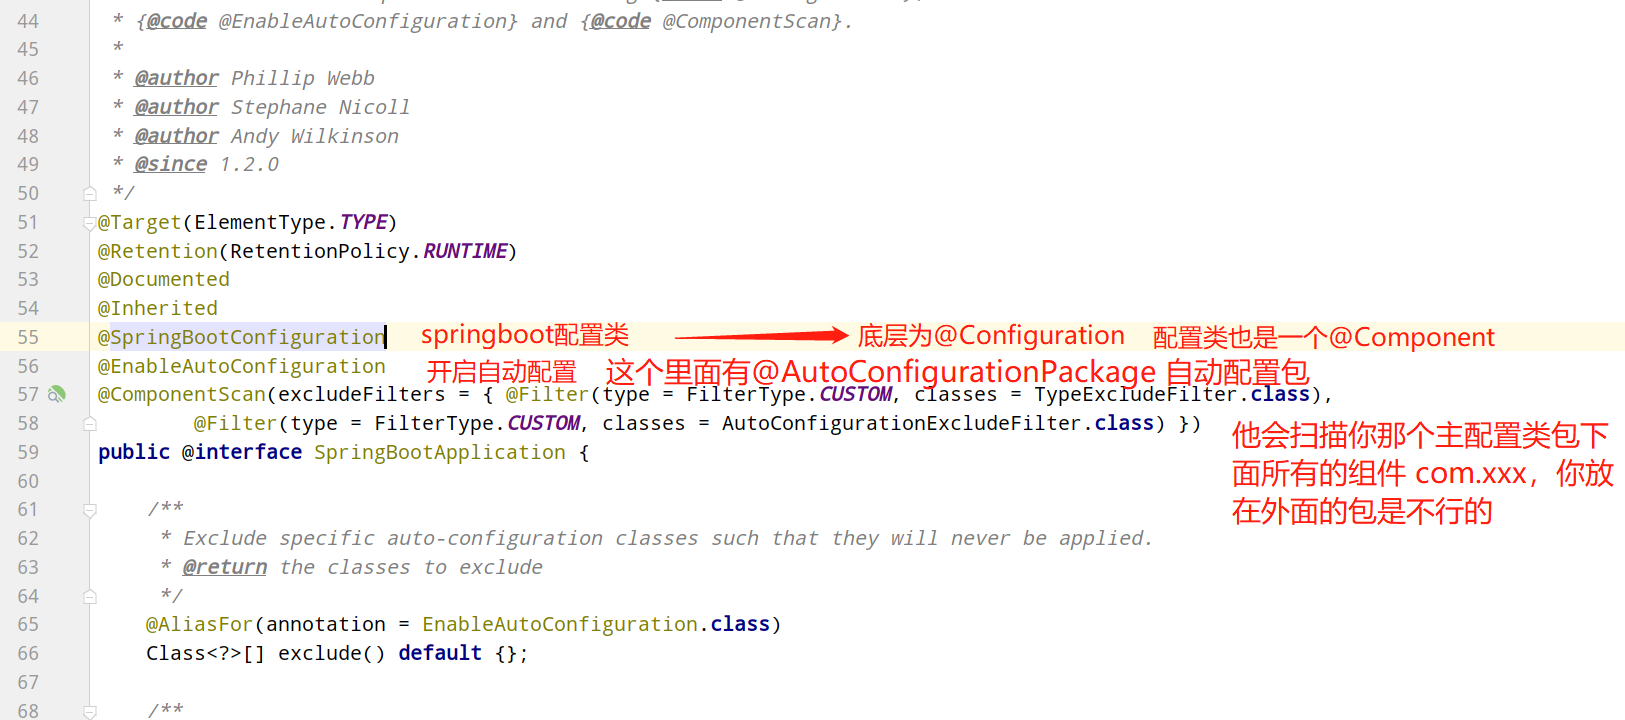 44 * {@code @EnableAutoConfiguration} and {@code @ComponentScan}.
45 *
46 * @author Phillip Webb
47 * @author Stephane Nicoll
48 * @author Andy Wilkinson
49 * @since 1.2.0
50 */
51 @Target(ElementType.TYPE)
52 @Retention(RetentionPolicy.RUNTIME)
53 @Documented
54 @Inherited
55 @SpringBootConfiguration springboot配置类 底层为@Configuration 配置类也是一个@Component
56 @EnableAutoConfiguration 开启自动配置 这个里面有@AutoConfigurationPackage 自动配置包
57 @ComponentScan(excludeFilters = { @Filter(type = FilterType.CUSTOM, classes = TypeExcludeFilter.class),
58 @Filter(type = FilterType.CUSTOM, classes = AutoConfigurationExcludeFilter.class) })
他会扫描你那个主配置类包下
面所有的组件 com.xxx，你放
在外面的包是不行的
59 public @interface SpringBootApplication {
60
61 /**
62 * Exclude specific auto-configuration classes such that they will never be applied.
63 * @return the classes to exclude
64 */
65 @AliasFor(annotation = EnableAutoConfiguration.class)
66 Class<?>[] exclude() default {};
67
68 /**